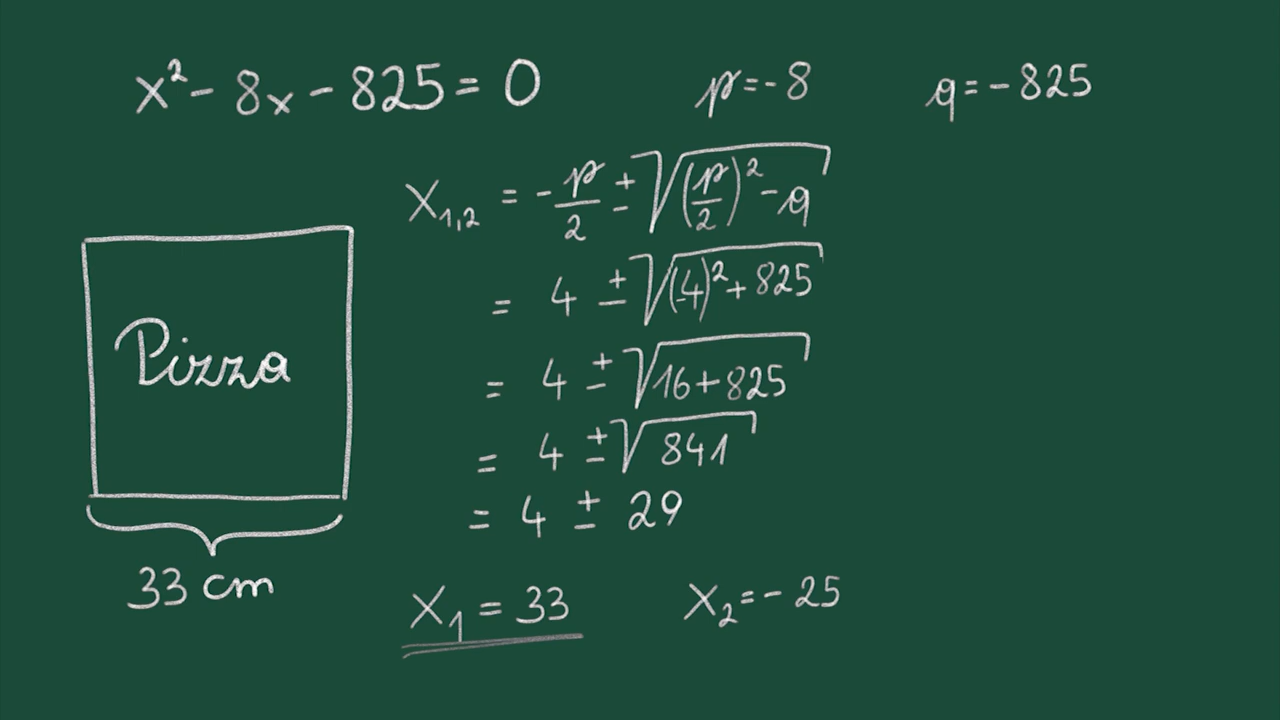 x² - 8x - 825 = 0 p = -8 q = -825
X₁,₂ = -p/2 ± √((p/2)² - q)
= 4 ± √((-4)² + 825)
Pizza
= 4 ± √(16 + 825)
= 4 ± √841
= 4 ± 29
33 cm
X₁ = 33 X₂ = -25